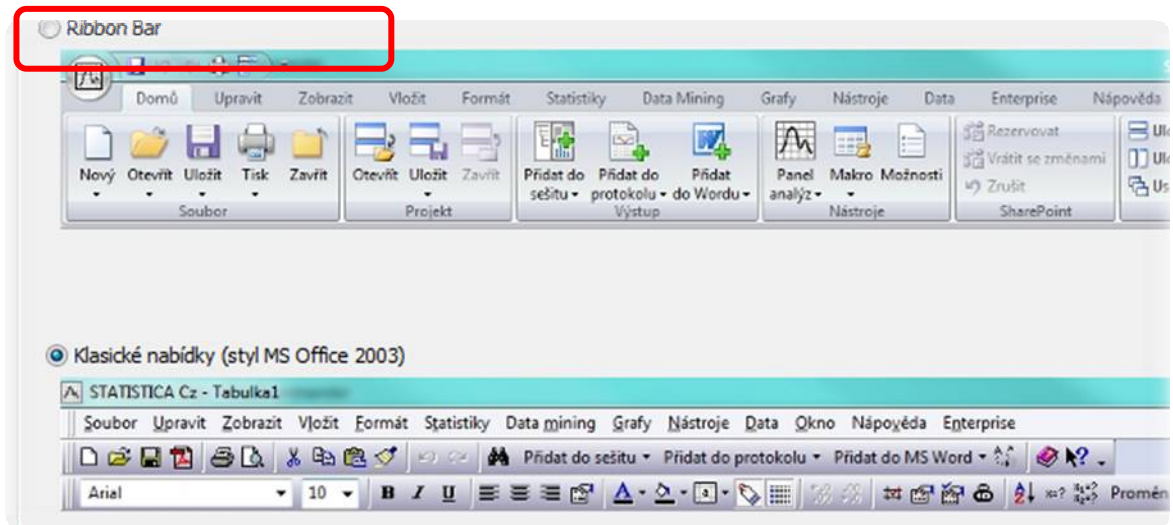 Ribbon Bar
Domů Upravit Zobrazit Vložit Formát Statistiky Data Mining Grafy Nástroje Data Enterprise Nápověda
Nový Otevřít Uložit Tisk Zavřít Otevřít Uložit Zavřít Přidat do sešitu Přidat do protokolu Přidat do Wordu Panel analýz Makro Možnosti
Rezervovat
Vrátit se změnami
Zrušit
Soubor Projekt Výstup Nástroje SharePoint
Klasické nabídky (styl MS Office 2003)
STATISTICA Cz - Tabulka1
Soubor Upravit Zobrazit Vložit Formát Statistiky Data mining Grafy Nástroje Data Okno Nápověda Enterprise
Přidat do sešitu Přidat do protokolu Přidat do MS Word
Arial 10 B I U A x=? Proměn